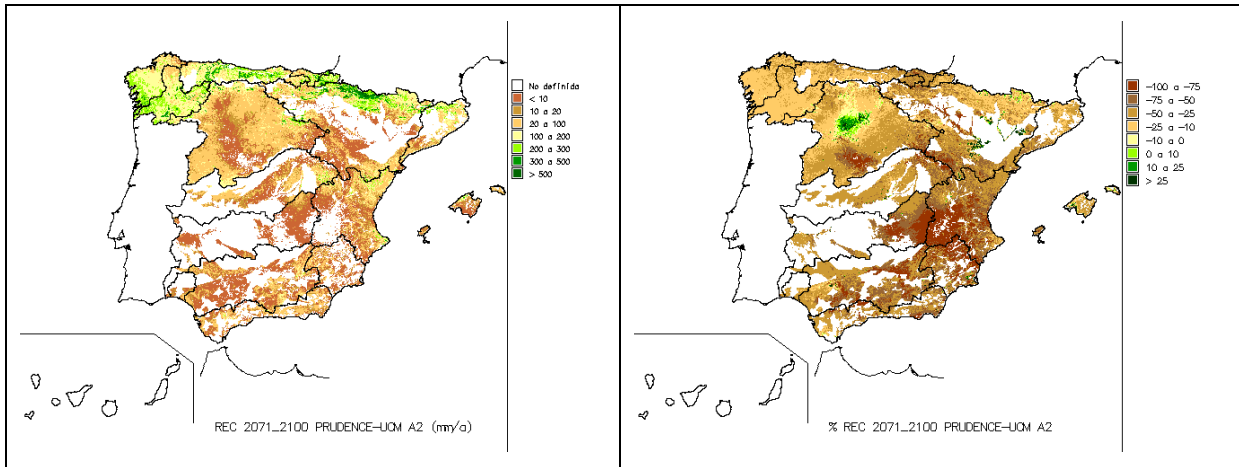 No definida
< 10
10 a 20
20 a 100
100 a 200
200 a 300
300 a 500
> 500
REC 2071_2100 PRUDENCE-UCM A2 (mm/a)
-100 a -75
-75 a -50
-50 a -25
-25 a -10
-10 a 0
0 a 10
10 a 25
> 25
% REC 2071_2100 PRUDENCE-UCM A2